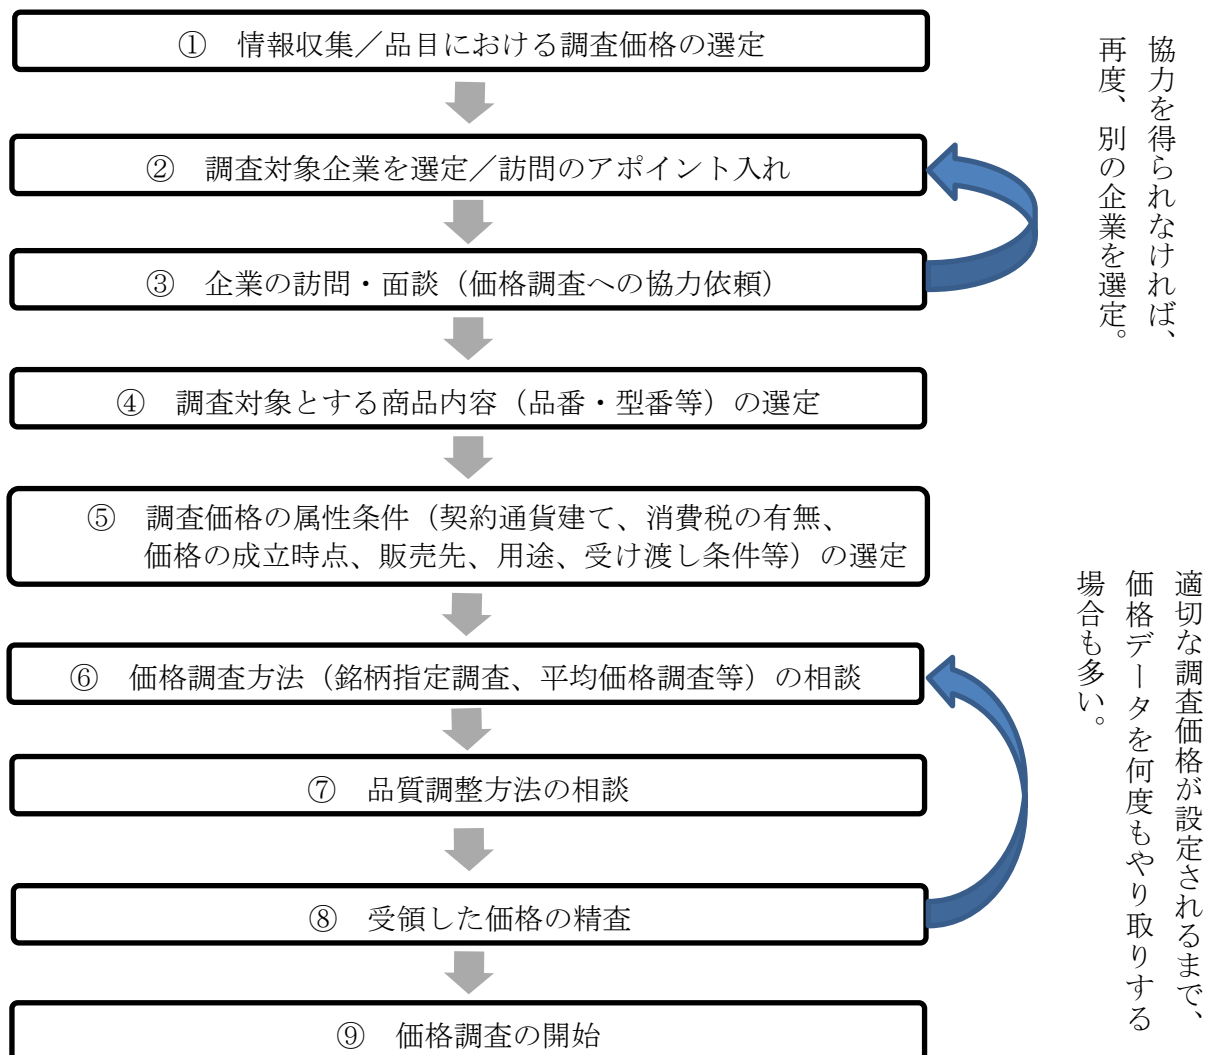 ① 情報収集／品目における調査価格の選定
② 調査対象企業を選定／訪問のアポイント入れ
③ 企業の訪問・面談（価格調査への協力依頼）
協力を得られなければ、
再度、別の企業を選定。
④ 調査対象とする商品内容（品番・型番等）の選定
⑤ 調査価格の属性条件（契約通貨建て、消費税の有無、
価格の成立時点、販売先、用途、受け渡し条件等）の選定
⑥ 価格調査方法（銘柄指定調査、平均価格調査等）の相談
⑦ 品質調整方法の相談
⑧ 受領した価格の精査
適切な調査価格が設定されるまで、
価格データを何度もやり取りする
場合も多い。
⑨ 価格調査の開始